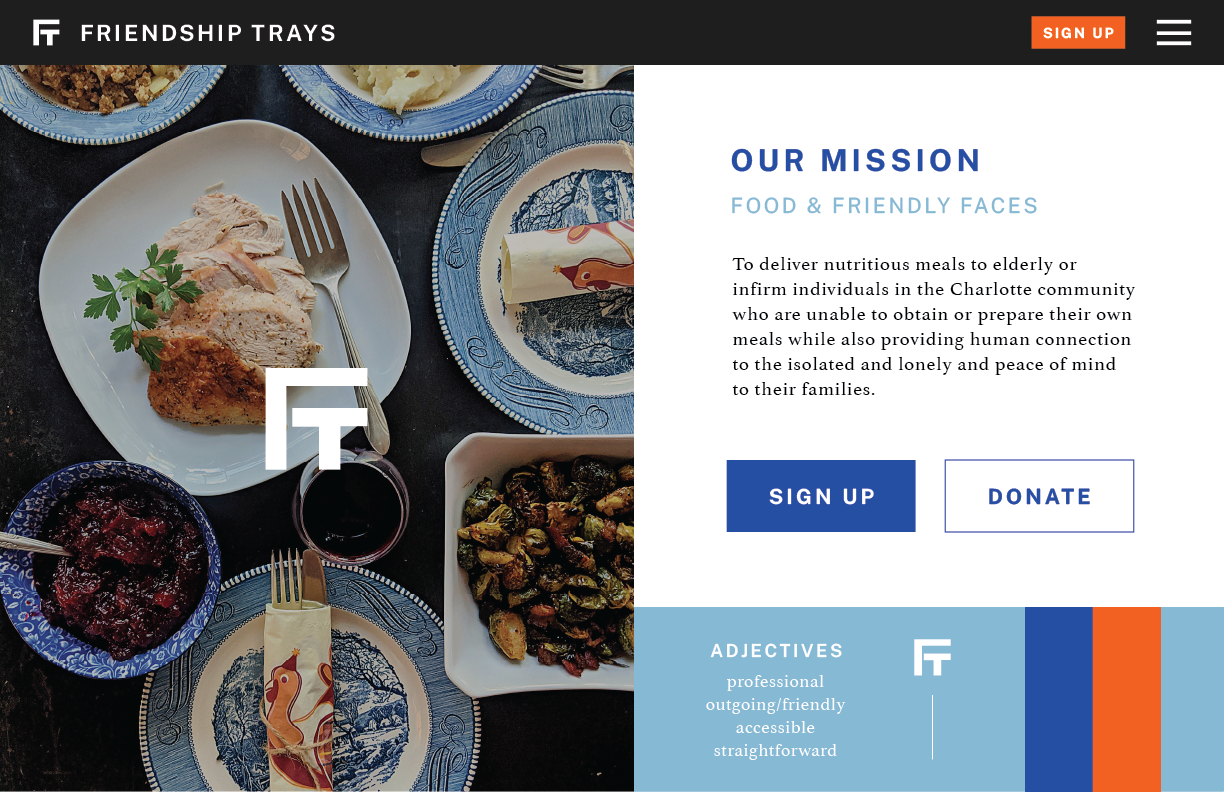 FT FRIENDSHIP TRAYS
SIGN UP
OUR MISSION
FOOD & FRIENDLY FACES
To deliver nutritious meals to elderly or
infirm individuals in the Charlotte community
who are unable to obtain or prepare their own
meals while also providing human connection
to the isolated and lonely and peace of mind
to their families.
SIGN UP
DONATE
FT
ADJECTIVES
professional
outgoing/friendly
accessible
straightforward
FT